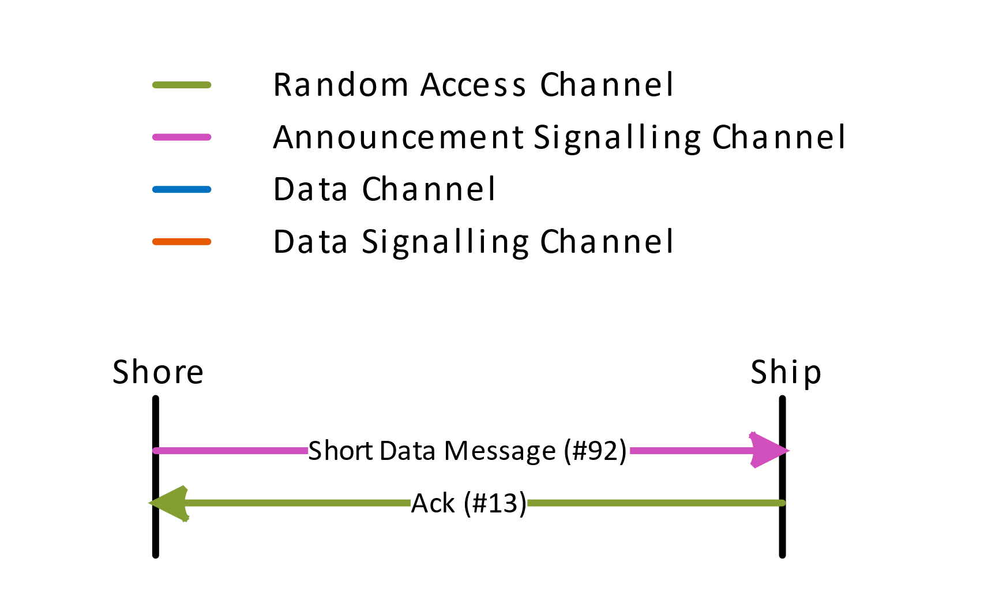 Random Access Channel
Announcement Signalling Channel
Data Channel
Data Signalling Channel
Shore
Ship
Short Data Message (#92)
Ack (#13)